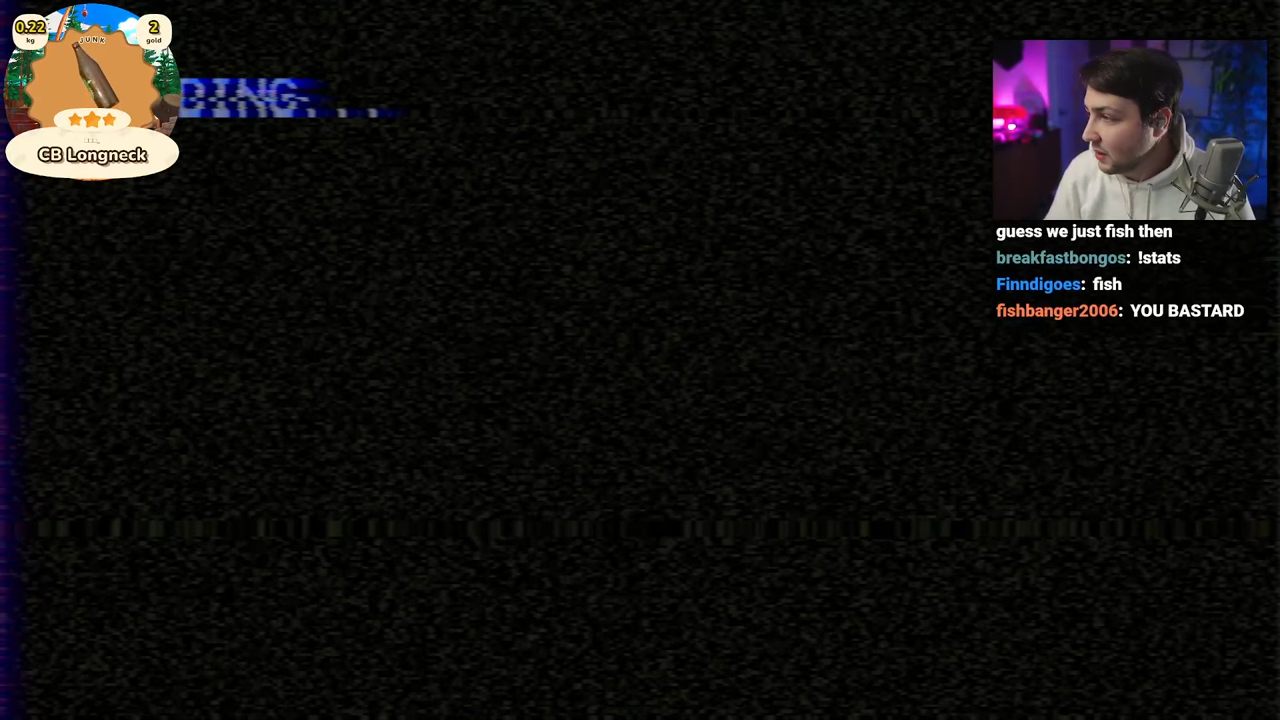 0.22
kg
JUNK
2
gold
CB Longneck
DING....
guess we just fish then
breakfastbongos: !stats
Finndigoes: fish
fishbanger2006: YOU BASTARD